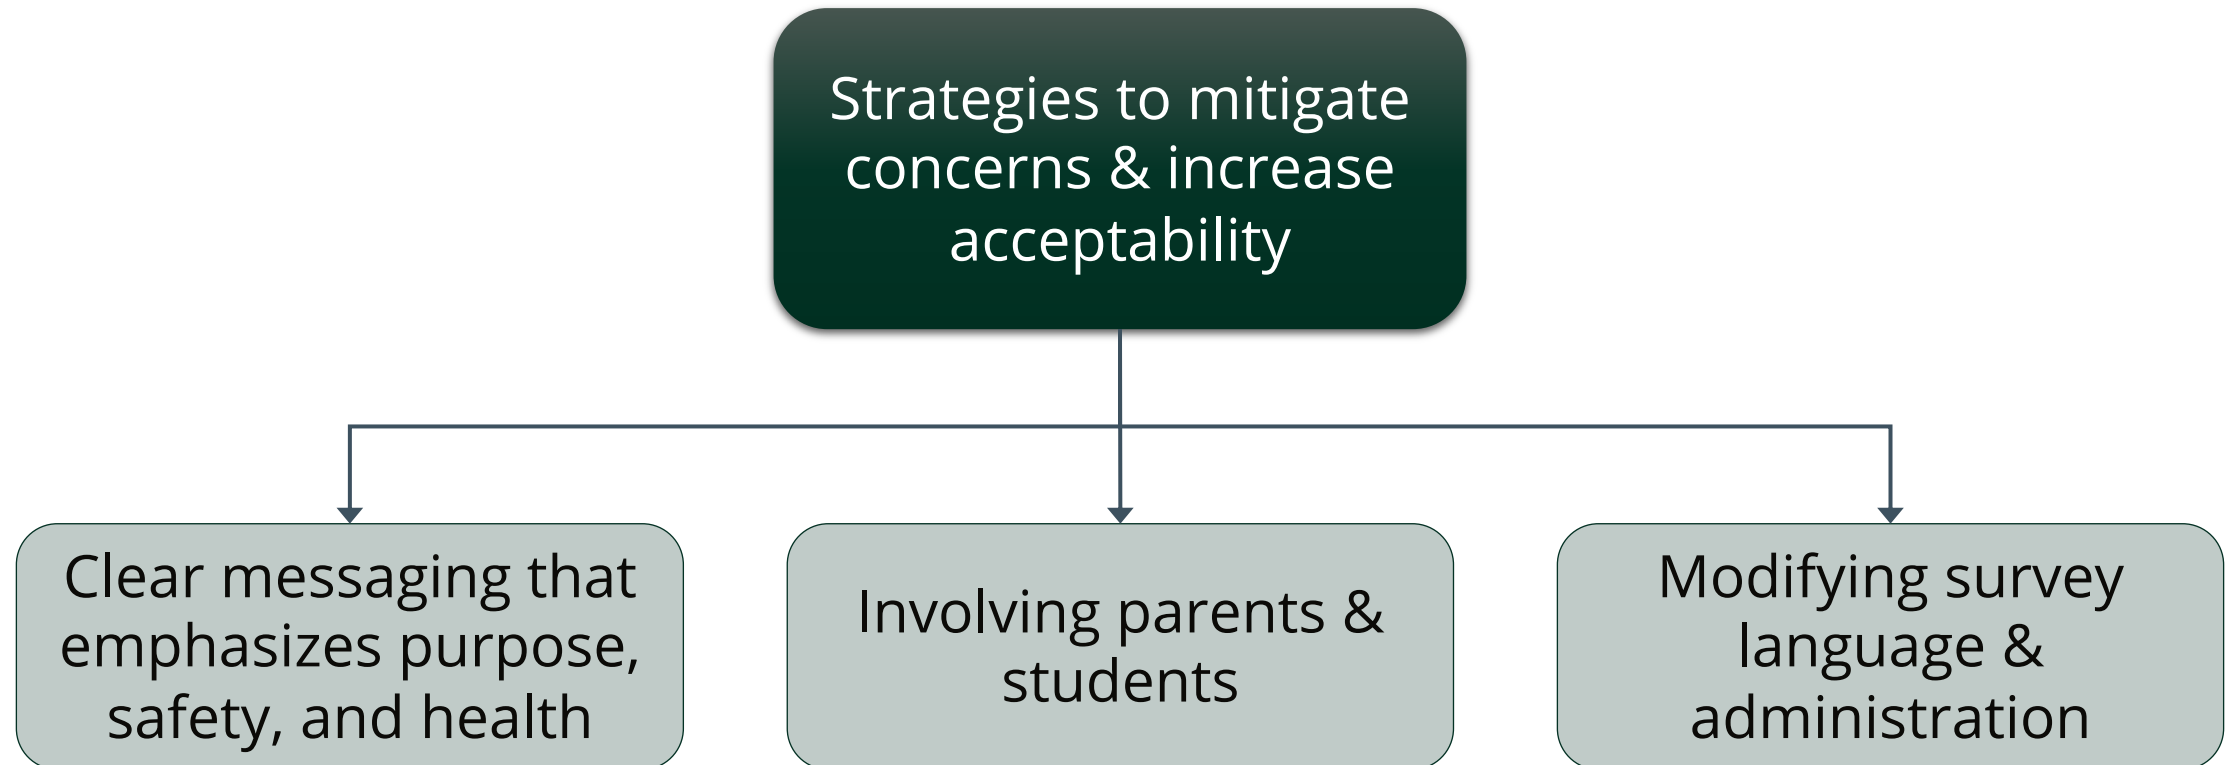 Strategies to mitigate
concerns & increase
acceptability
Clear messaging that
emphasizes purpose,
safety, and health
Involving parents &
students
Modifying survey
language &
administration